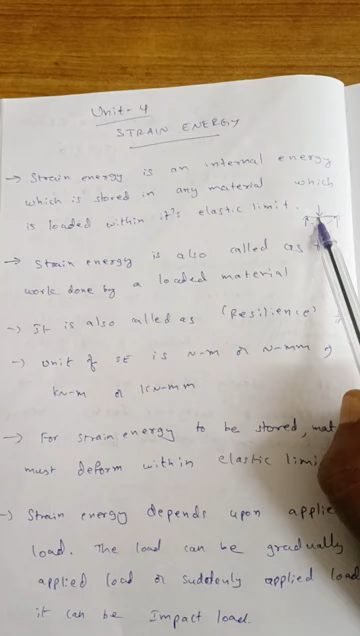 Unit-4
STRAIN ENERGY
→ Strain energy is an internal energy
which is stored in any material which
is loaded within it's elastic limit.
→ Strain energy is also called as
work done by a loaded material
→ It is also called as (Resilience)
→ Unit of SE is N-m or N-mm or
kN-m or kN-mm
→ For strain energy to be stored, mat
must deform within elastic limi
→ Strain energy depends upon applie
load. The load can be gradually
applied load or suddenly applied load
it can be Impact load.